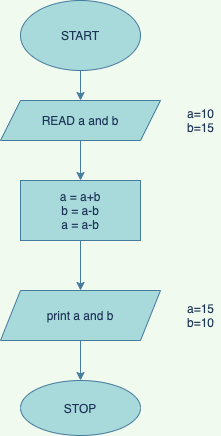 START
READ a and b
a=10
b=15
a = a+b
b = a-b
a = a-b
print a and b
a=15
b=10
STOP